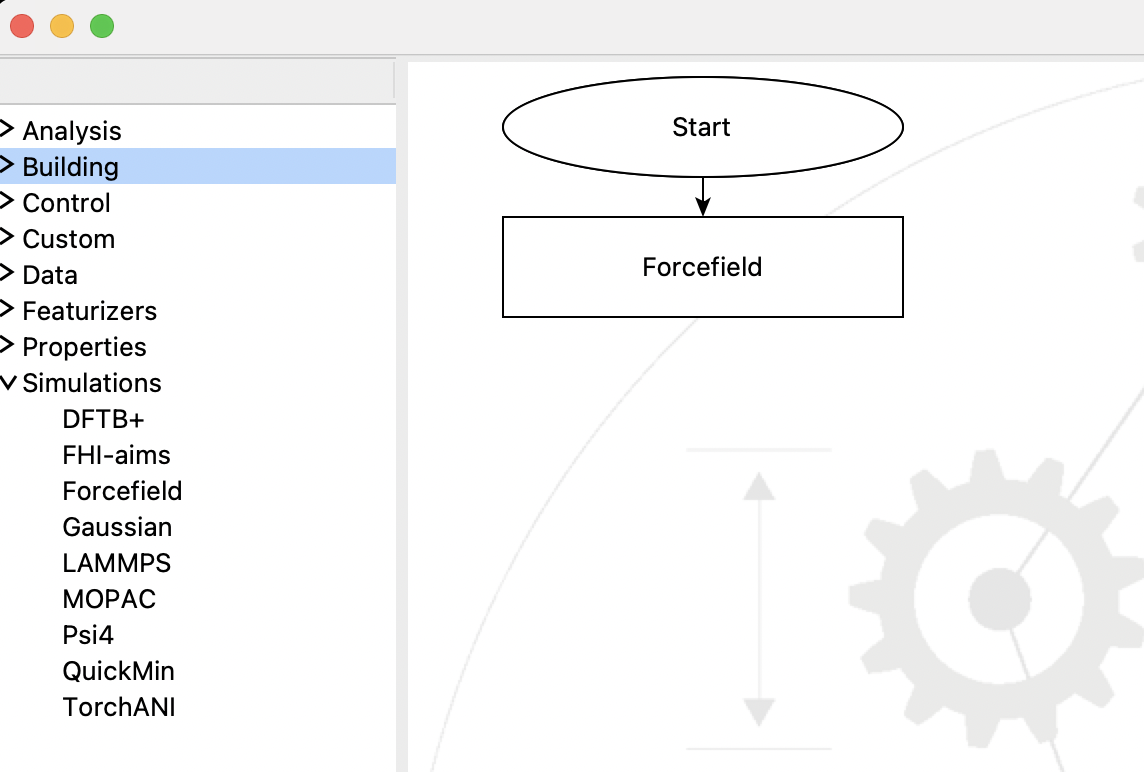 Analysis
Building
Control
Custom
Data
Featurizers
Properties
Simulations
DFTB+
FHI-aims
Forcefield
Gaussian
LAMMPS
MOPAC
Psi4
QuickMin
TorchANI
Start
Forcefield